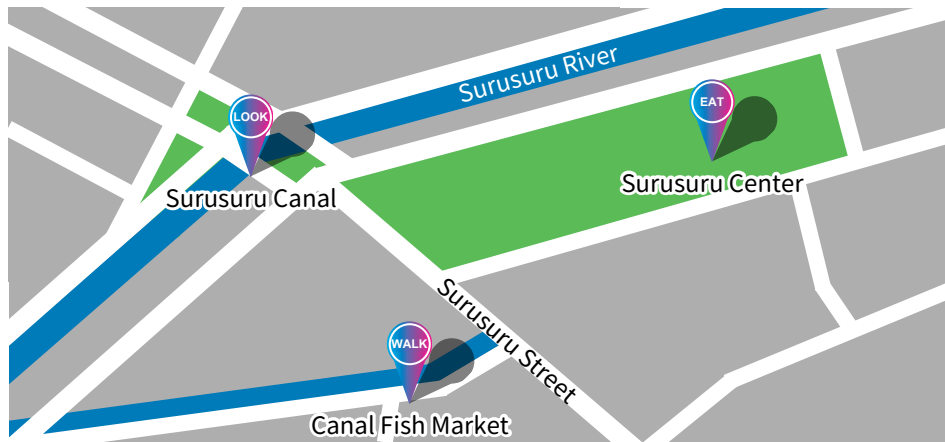 Surusuru River
LOOK
EAT
Surusuru Canal
Surusuru Center
Surusuru Street
WALK
Canal Fish Market